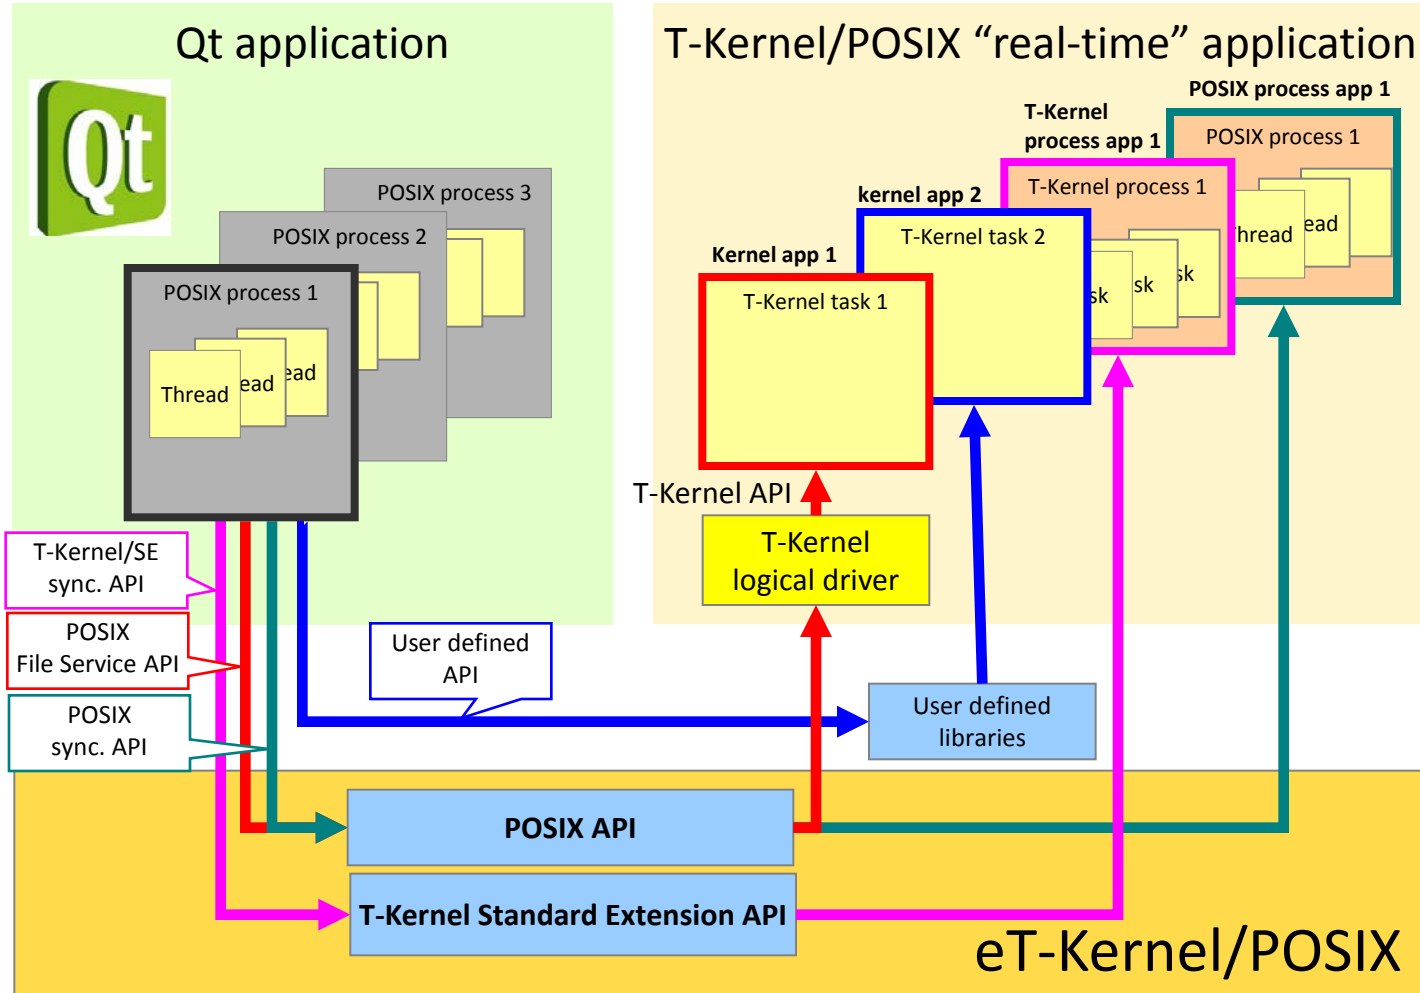 Qt application
T-Kernel/POSIX “real-time” application
Qt
POSIX process 3
POSIX process 2
POSIX process 1
Thread
ead
ead
POSIX process app 1
T-Kernel
process app 1
POSIX process 1
hread
ead
T-Kernel process 1
sk
sk
sk
kernel app 2
T-Kernel task 2
Kernel app 1
T-Kernel task 1
T-Kernel API
T-Kernel
logical driver
T-Kernel/SE
sync. API
POSIX
File Service API
POSIX
sync. API
User defined
API
User defined
libraries
POSIX API
T-Kernel Standard Extension API
eT-Kernel/POSIX